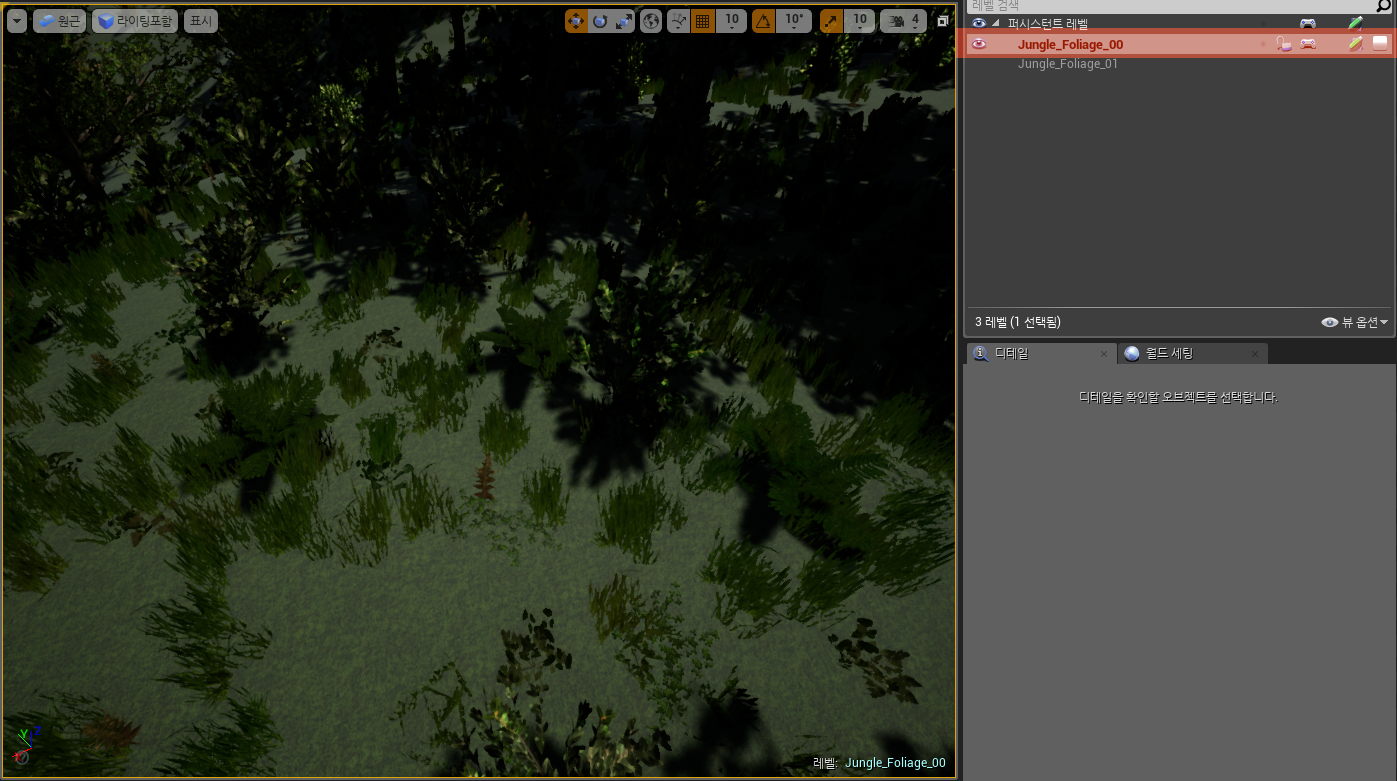 원근 라이팅포함 표시 10 10° 10 4
레벨 검색
퍼시스턴트 레벨
Jungle_Foliage_00
Jungle_Foliage_01
3 레벨 (1 선택됨) 뷰 옵션
디테일 월드 세팅
디테일을 확인할 오브젝트를 선택합니다.
Y Z
레벨: Jungle_Foliage_00